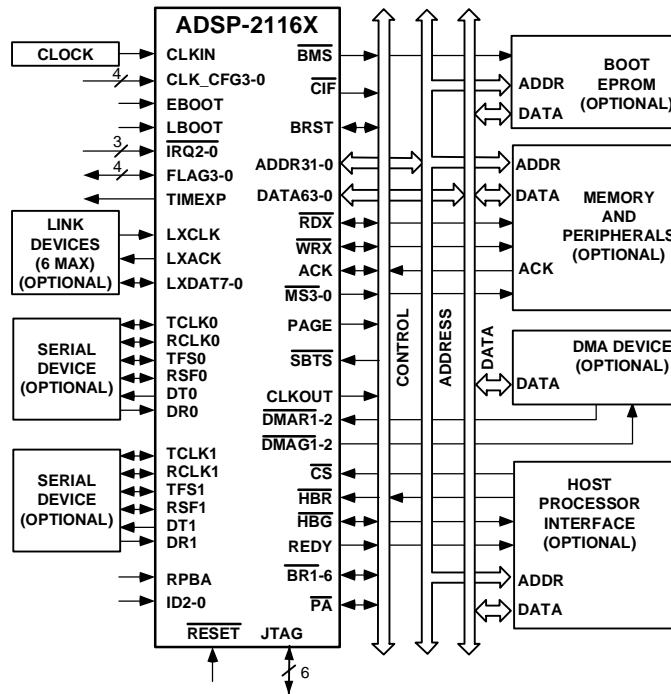 ADSP-2116X
CLOCK
CLKIN
4
CLK_CFG3-0
EBOOT
LBOOT
3
IRQ2-0
4
FLAG3-0
TIMEXP
LINK
DEVICES
(6 MAX)
(OPTIONAL)
LXCLK
LXACK
LXDAT7-0
SERIAL
DEVICE
(OPTIONAL)
TCLK0
RCLK0
TFS0
RSF0
DT0
DR0
SERIAL
DEVICE
(OPTIONAL)
TCLK1
RCLK1
TFS1
RSF1
DT1
DR1
RPBA
ID2-0
RESET
JTAG
6
BMS
CIF
BRST
ADDR31-0
DATA63-0
RDX
WRX
ACK
MS3-0
PAGE
SBTS
CLKOUT
DMAR1-2
DMAG1-2
CS
HBR
HBG
REDY
BR1-6
PA
CONTROL
ADDRESS
DATA
BOOT
EPROM
(OPTIONAL)
ADDR
DATA
ADDR
DATA
MEMORY
AND
PERIPHERALS
(OPTIONAL)
ACK
DMA DEVICE
(OPTIONAL)
DATA
HOST
PROCESSOR
INTERFACE
(OPTIONAL)
ADDR
DATA